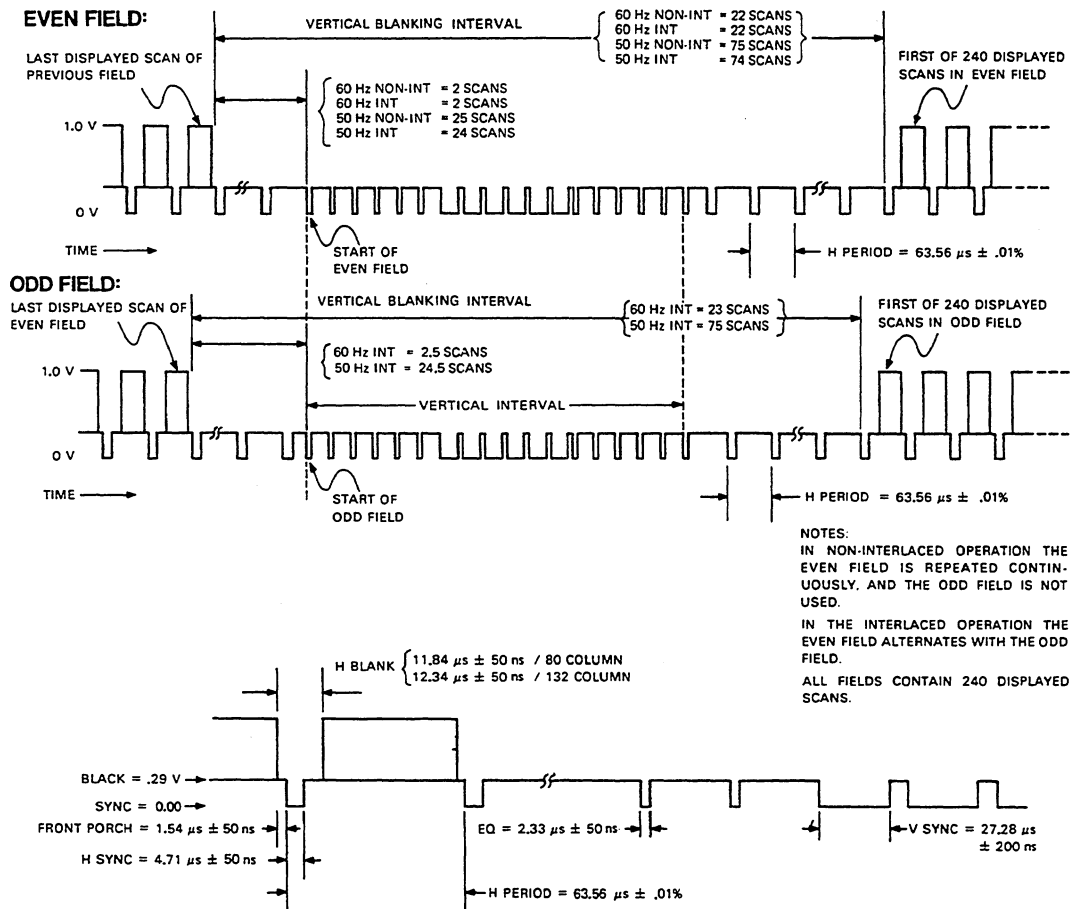 EVEN FIELD:
VERTICAL BLANKING INTERVAL
60 Hz NON-INT = 22 SCANS
60 Hz INT = 22 SCANS
50 Hz NON-INT = 75 SCANS
50 Hz INT = 74 SCANS
LAST DISPLAYED SCAN OF
PREVIOUS FIELD
FIRST OF 240 DISPLAYED
SCANS IN EVEN FIELD
60 Hz NON-INT = 2 SCANS
60 Hz INT = 2 SCANS
50 Hz NON-INT = 25 SCANS
50 Hz INT = 24 SCANS
1.0 V
0 V
TIME
START OF
EVEN FIELD
H PERIOD = 63.56 µs ± .01%
ODD FIELD:
LAST DISPLAYED SCAN OF
EVEN FIELD
VERTICAL BLANKING INTERVAL
60 Hz INT = 23 SCANS
50 Hz INT = 75 SCANS
FIRST OF 240 DISPLAYED
SCANS IN ODD FIELD
60 Hz INT = 2.5 SCANS
50 Hz INT = 24.5 SCANS
1.0 V
VERTICAL INTERVAL
0 V
TIME
START OF
ODD FIELD
H PERIOD = 63.56 µs ± .01%
NOTES:
IN NON-INTERLACED OPERATION THE
EVEN FIELD IS REPEATED CONTIN-
UOUSLY, AND THE ODD FIELD IS NOT
USED.
IN THE INTERLACED OPERATION THE
EVEN FIELD ALTERNATES WITH THE ODD
FIELD.
ALL FIELDS CONTAIN 240 DISPLAYED
SCANS.
H BLANK
11.84 µs ± 50 ns / 80 COLUMN
12.34 µs ± 50 ns / 132 COLUMN
BLACK = .29 V
SYNC = 0.00
FRONT PORCH = 1.54 µs ± 50 ns
EQ = 2.33 µs ± 50 ns
V SYNC = 27.28 µs
± 200 ns
H SYNC = 4.71 µs ± 50 ns
H PERIOD = 63.56 µs ± .01%